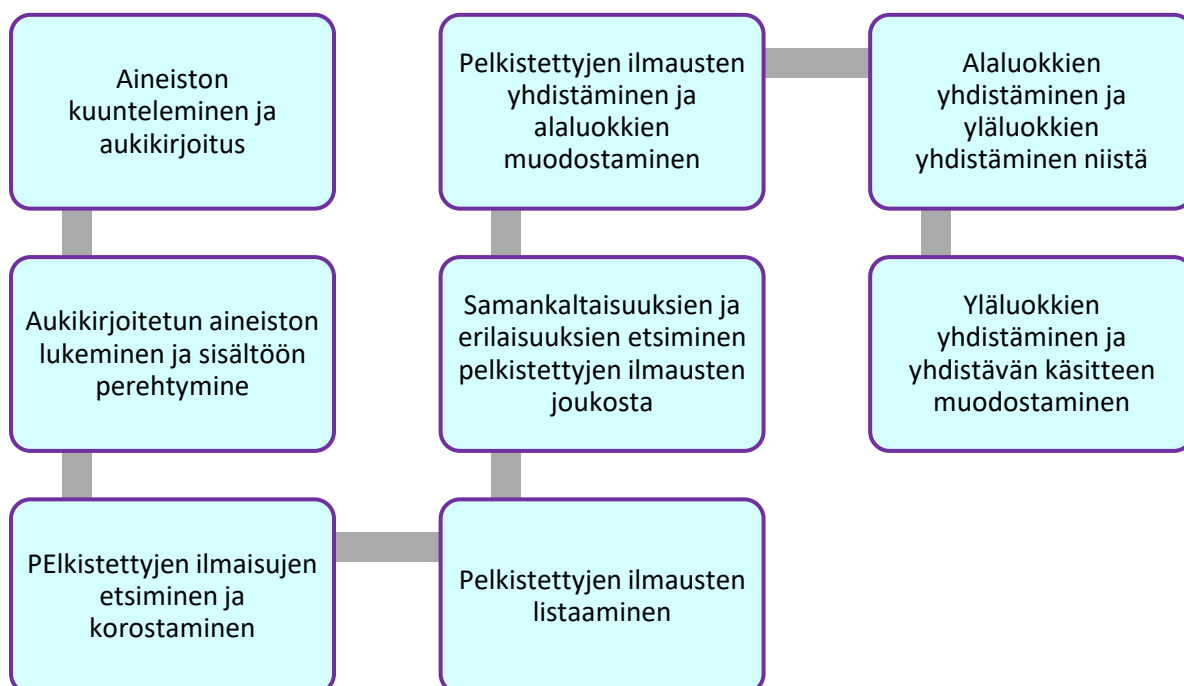 Aineiston
kuunteleminen ja
aukikirjoitus
Aukikirjoitetun aineiston
lukeminen ja sisältöön
perehtymine
PElkistettyjen ilmaisujen
etsiminen ja
korostaminen
Pelkistettyjen ilmausten
listaaminen
Samankaltaisuuksien ja
erilaisuuksien etsiminen
pelkistettyjen ilmausten
joukosta
Pelkistettyjen ilmausten
yhdistäminen ja
alaluokkien
muodostaminen
Alaluokkien
yhdistäminen ja
yläluokkien
yhdistäminen niistä
Yläluokkien
yhdistäminen ja
yhdistävän käsitteen
muodostaminen